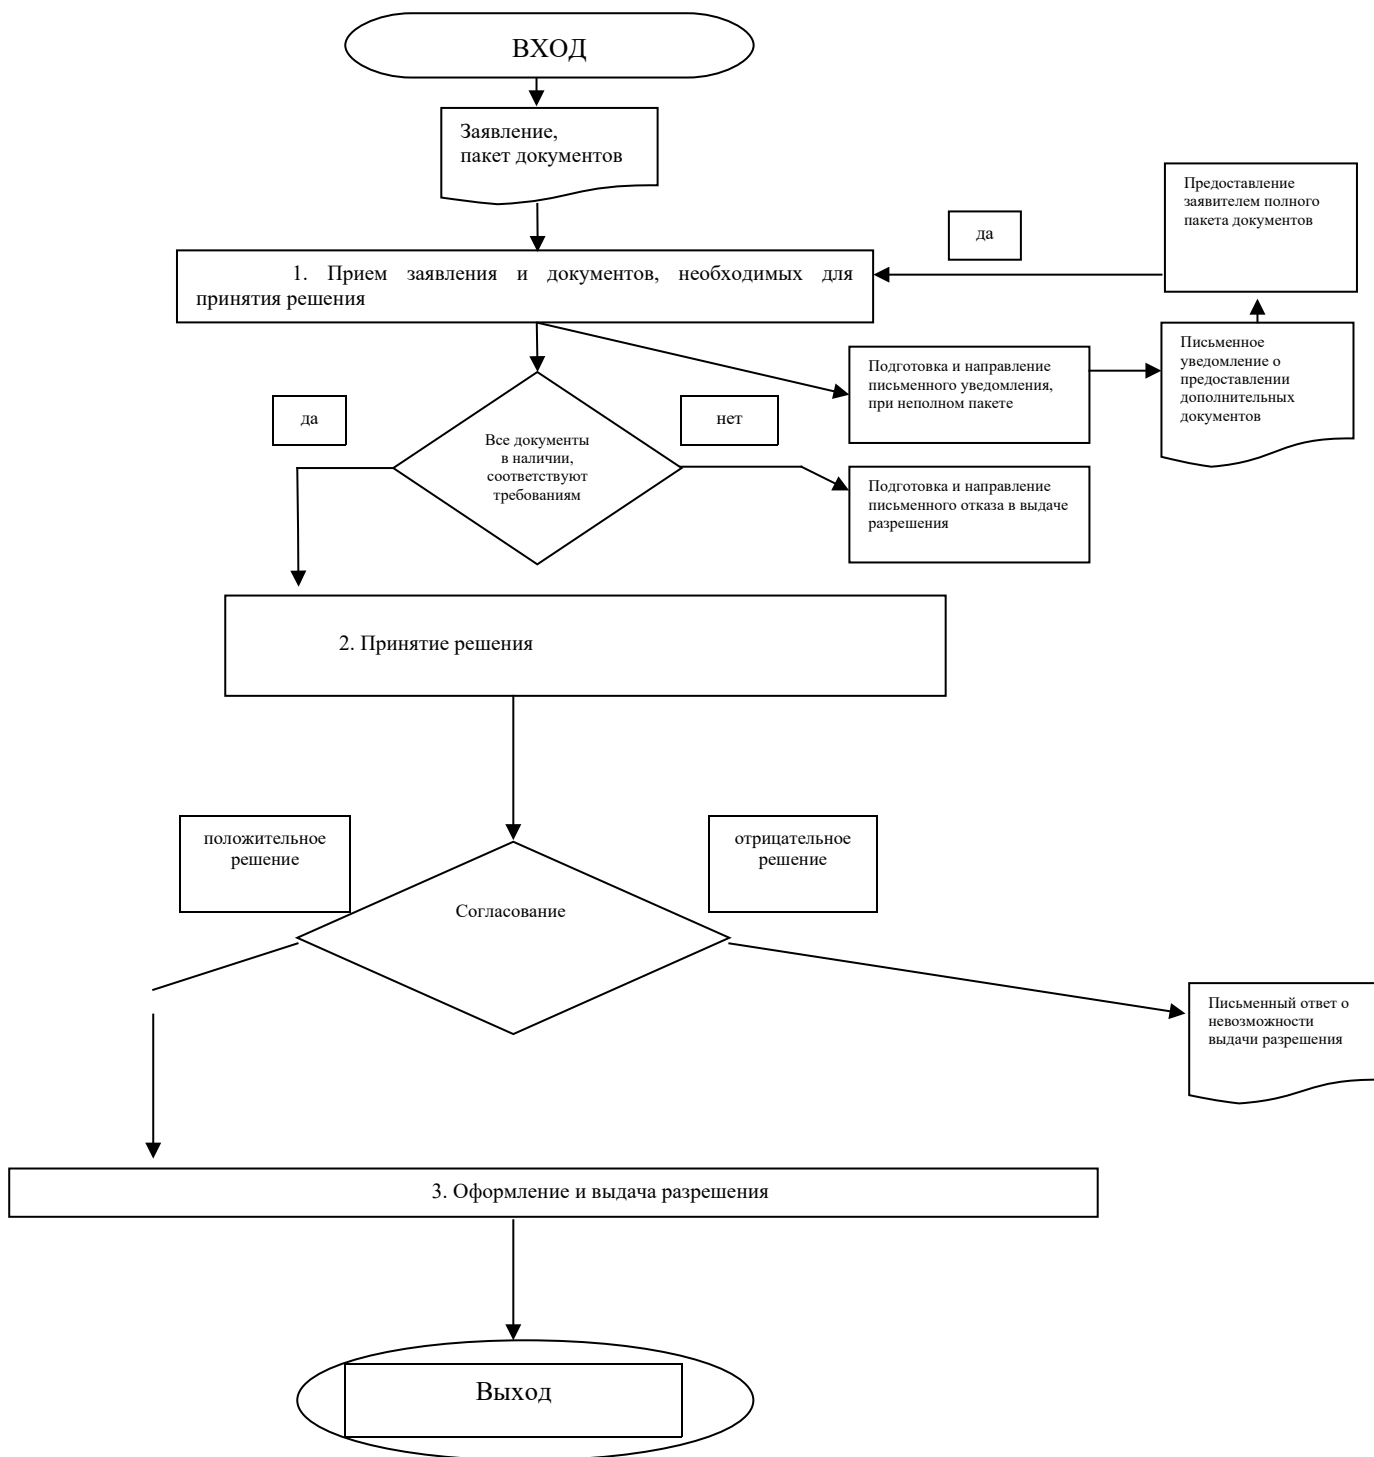 ВХОД
Заявление,
пакет документов
Предоставление
заявителем полного
пакета документов
да
1. Прием заявления и документов, необходимых для
принятия решения
Письменное
уведомление о
предоставлении
дополнительных
документов
Подготовка и направление
письменного уведомления,
при неполном пакете
да
нет
Все документы
в наличии,
соответствуют
требованиям
Подготовка и направление
письменного отказа в выдаче
разрешения
2. Принятие решения
положительное
решение
отрицательное
решение
Согласование
Письменный ответ о
невозможности
выдачи разрешения
3. Оформление и выдача разрешения
Выход